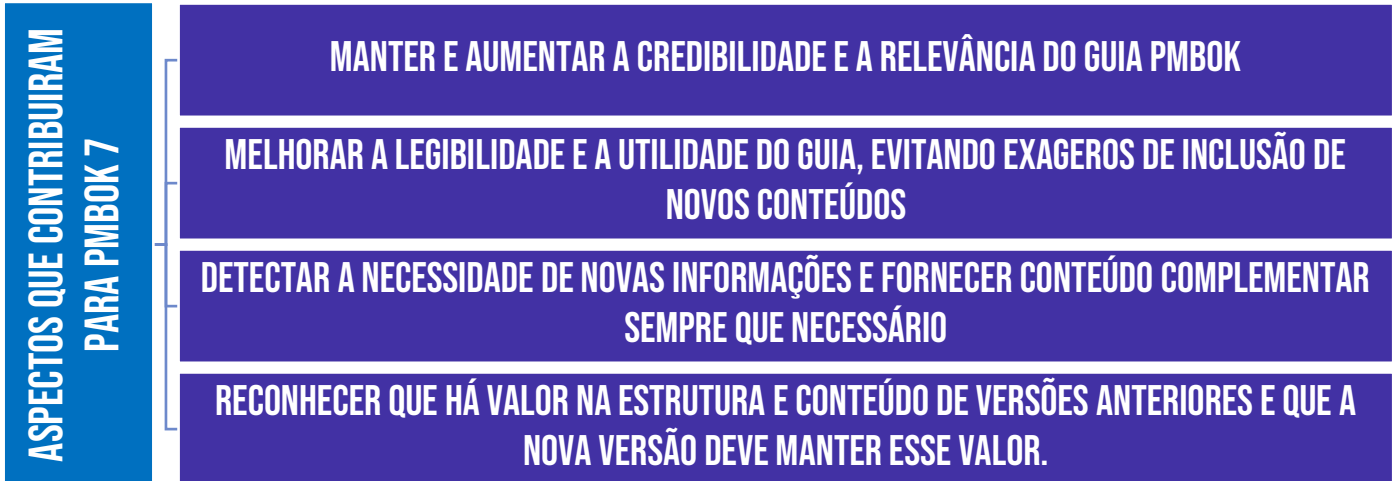 ASPECTOS QUE CONTRIBUIRAM
PARA PMBOK 7
MANTER E AUMENTAR A CREDIBILIDADE E A RELEVÂNCIA DO GUIA PMBOK
MELHORAR A LEGIBILIDADE E A UTILIDADE DO GUIA, EVITANDO EXAGEROS DE INCLUSÃO DE
NOVOS CONTEÚDOS
DETECTAR A NECESSIDADE DE NOVAS INFORMAÇÕES E FORNECER CONTEÚDO COMPLEMENTAR
SEMPRE QUE NECESSÁRIO
RECONHECER QUE HÁ VALOR NA ESTRUTURA E CONTEÚDO DE VERSÕES ANTERIORES E QUE A
NOVA VERSÃO DEVE MANTER ESSE VALOR.